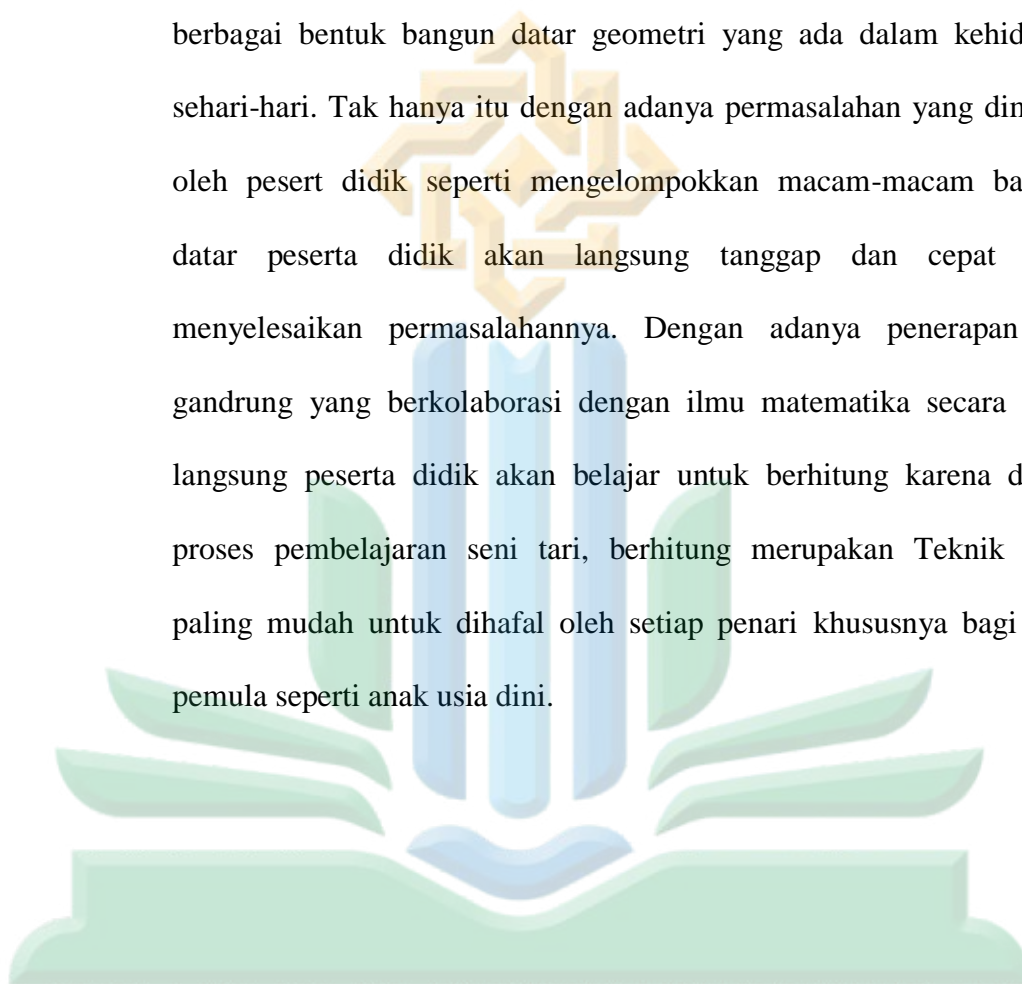 berbagai bentuk bangun datar geometri yang ada dalam kehid
sehari-hari. Tak hanya itu dengan adanya permasalahan yang din
oleh pesert didik seperti mengelompokkan macam-macam ba
datar peserta didik akan langsung tanggap dan cepat
menyelesaikan permasalahannya. Dengan adanya penerapan
gandrung yang berkolaborasi dengan ilmu matematika secara
langsung peserta didik akan belajar untuk berhitung karena d
proses pembelajaran seni tari, berhitung merupakan Teknik
paling mudah untuk dihafal oleh setiap penari khususnya bagi
pemula seperti anak usia dini.